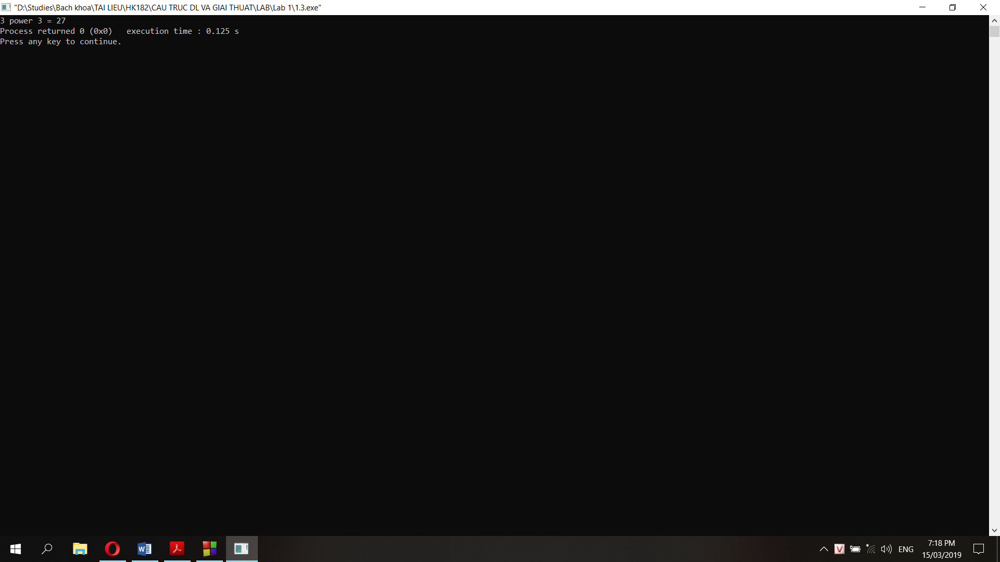 "D:\Studies\Bach khoa\TAI LIEU\HK182\CAU TRUC DL VA GIAI THUAT\LAB\Lab 1\1.3.exe"
3 power 3 = 27
Process returned 0 (0x0)   execution time : 0.125 s
Press any key to continue.
ENG
7:18 PM
15/03/2019